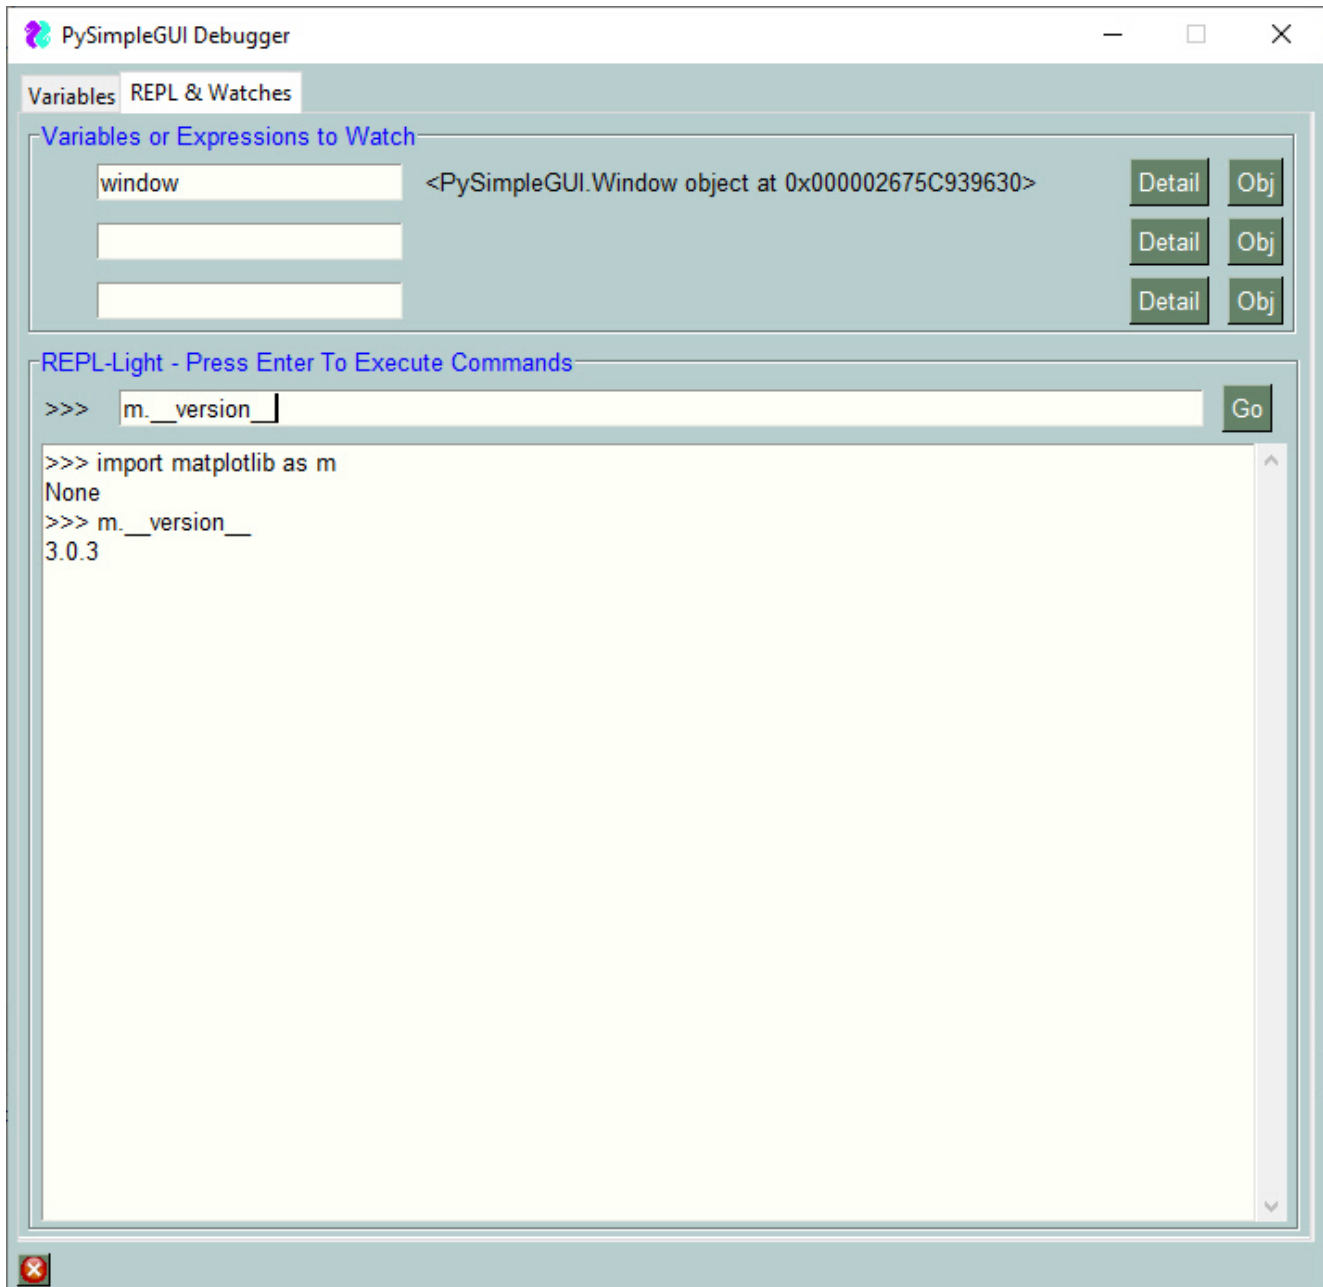 PySimpleGUI Debugger
Variables REPL & Watches
Variables or Expressions to Watch
window <PySimpleGUI.Window object at 0x000002675C939630> Detail Obj
Detail Obj
Detail Obj
REPL-Light - Press Enter To Execute Commands
>>> m.__version__ Go
>>> import matplotlib as m
None
>>> m.__version__
3.0.3